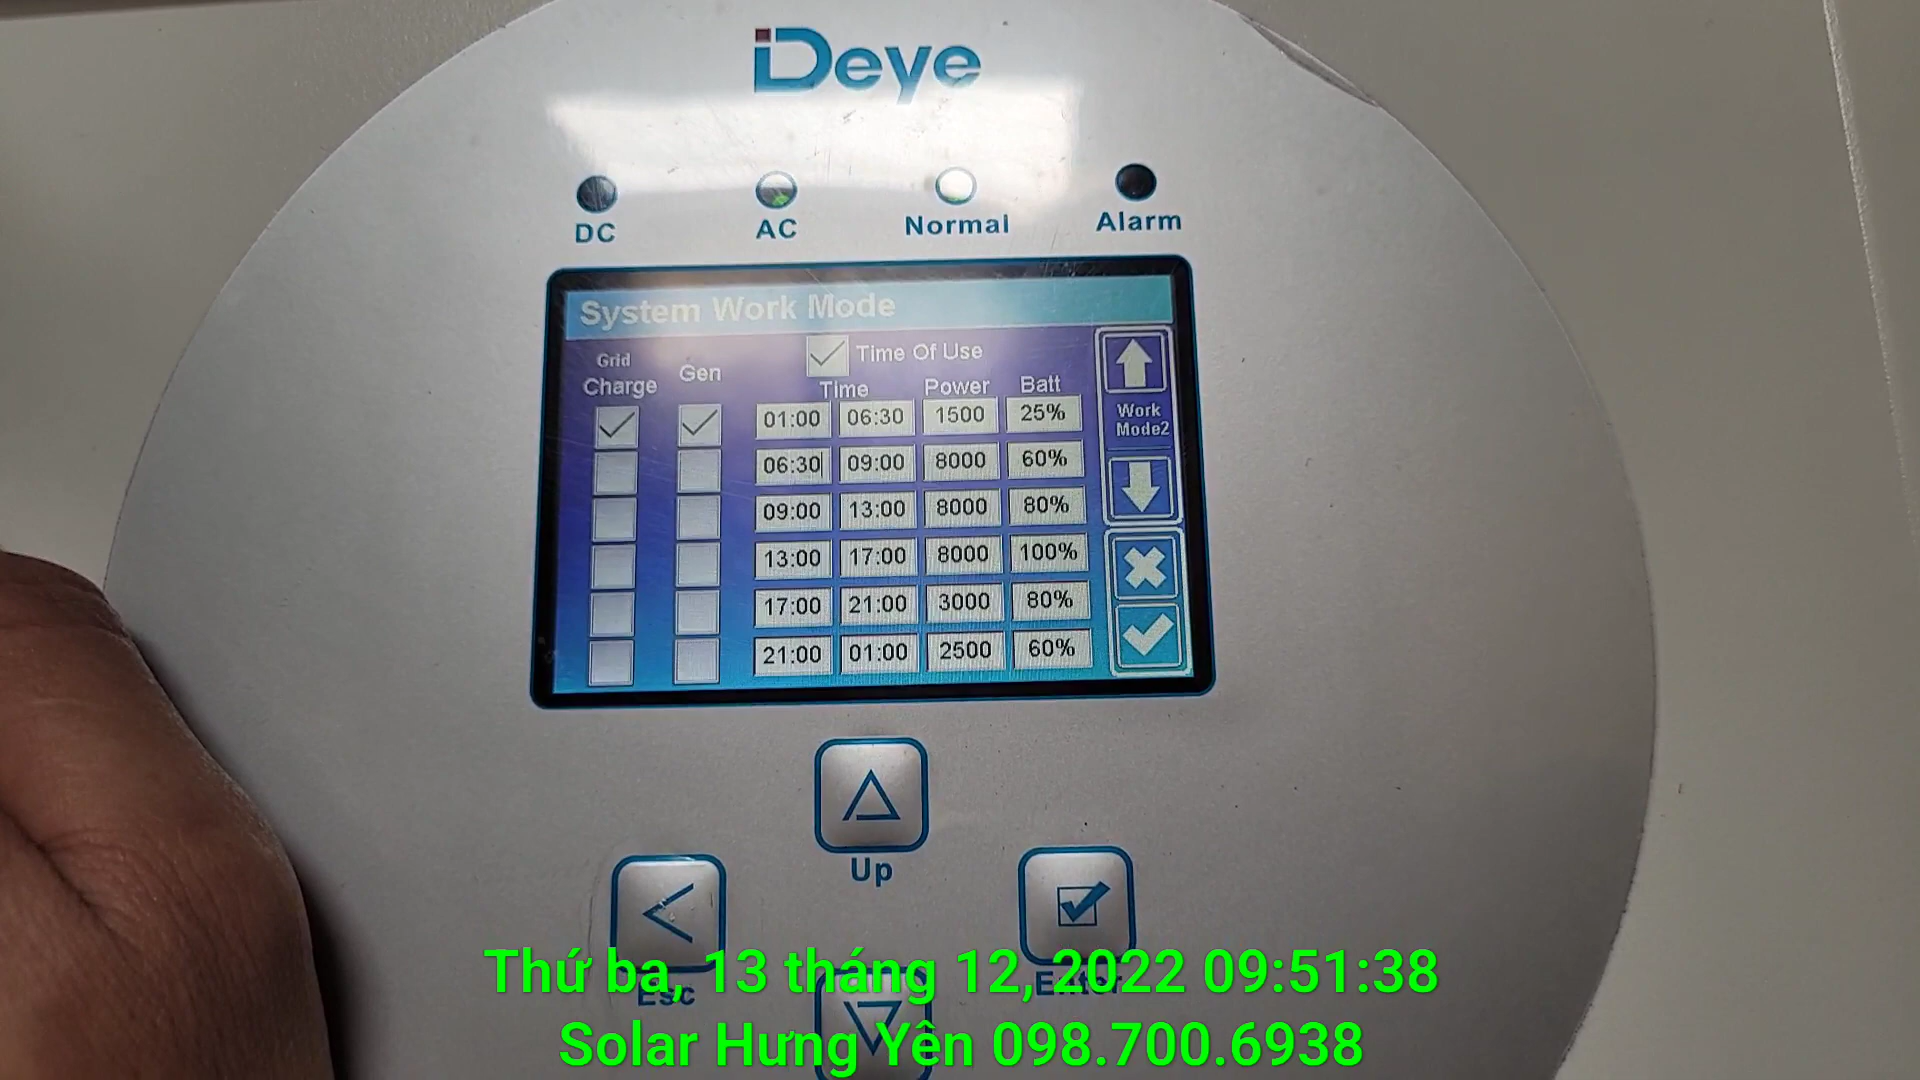 Deye
DC AC Normal Alarm
System Work Mode
Grid Charge Gen Time Of Use
Time Power Batt
01:00 06:30 1500 25%
06:30 09:00 8000 60%
09:00 13:00 8000 80%
13:00 17:00 8000 100%
17:00 21:00 3000 80%
21:00 01:00 2500 60%
Work
Mode2
Up
Esc Enter
Thứ ba, 13 tháng 12, 2022 09:51:38
Solar Hưng Yên 098.700.6938